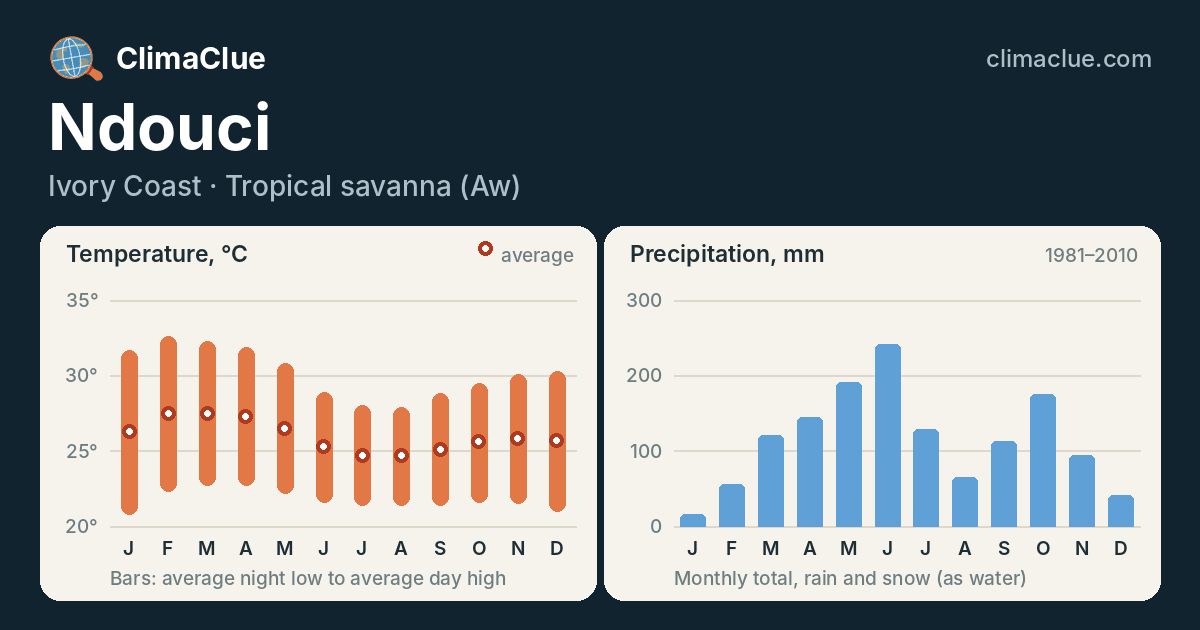 ClimaClue
climaclue.com
Ndouci
Ivory Coast · Tropical savanna (Aw)
Temperature, °C
average
35°
30°
25°
20°
J F M A M J J A S O N D
Bars: average night low to average day high
Precipitation, mm
1981–2010
300
200
100
0
J F M A M J J A S O N D
Monthly total, rain and snow (as water)